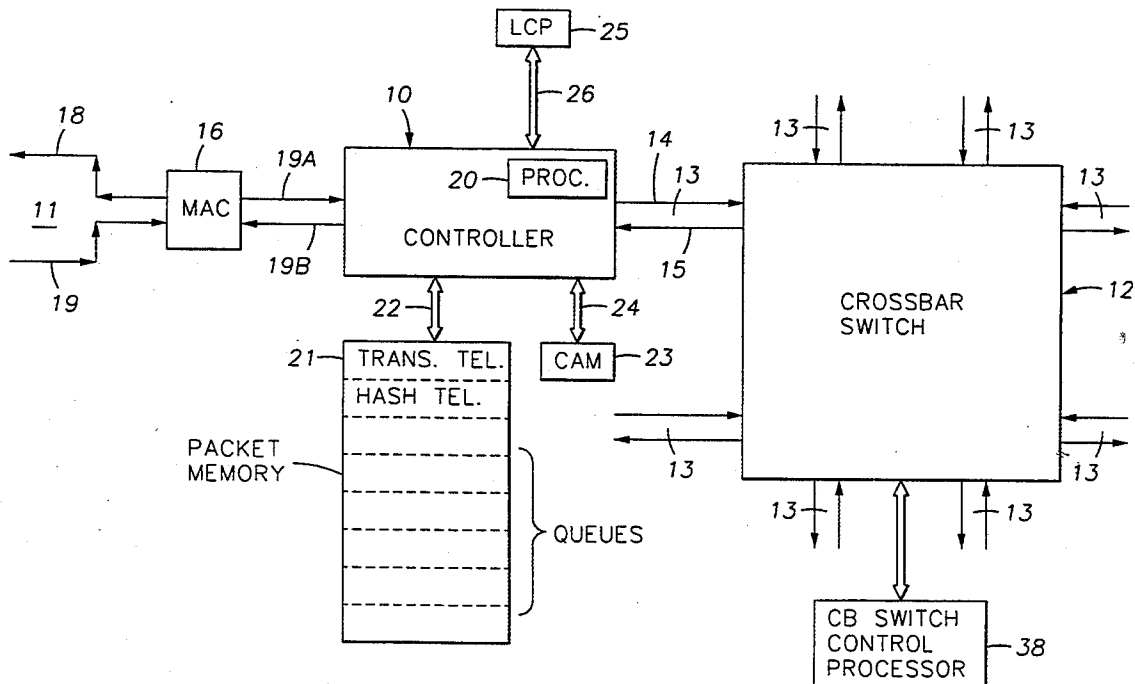 LCP
25
26
10
18
16
19A
MAC
11
19B
19
20
PROC.
CONTROLLER
14
13
15
13
13
13
13
12
CROSSBAR
SWITCH
22
24
21
TRANS. TEL.
HASH TEL.
CAM
23
PACKET
MEMORY
QUEUES
13
13
13
13
CB SWITCH
CONTROL
PROCESSOR
38